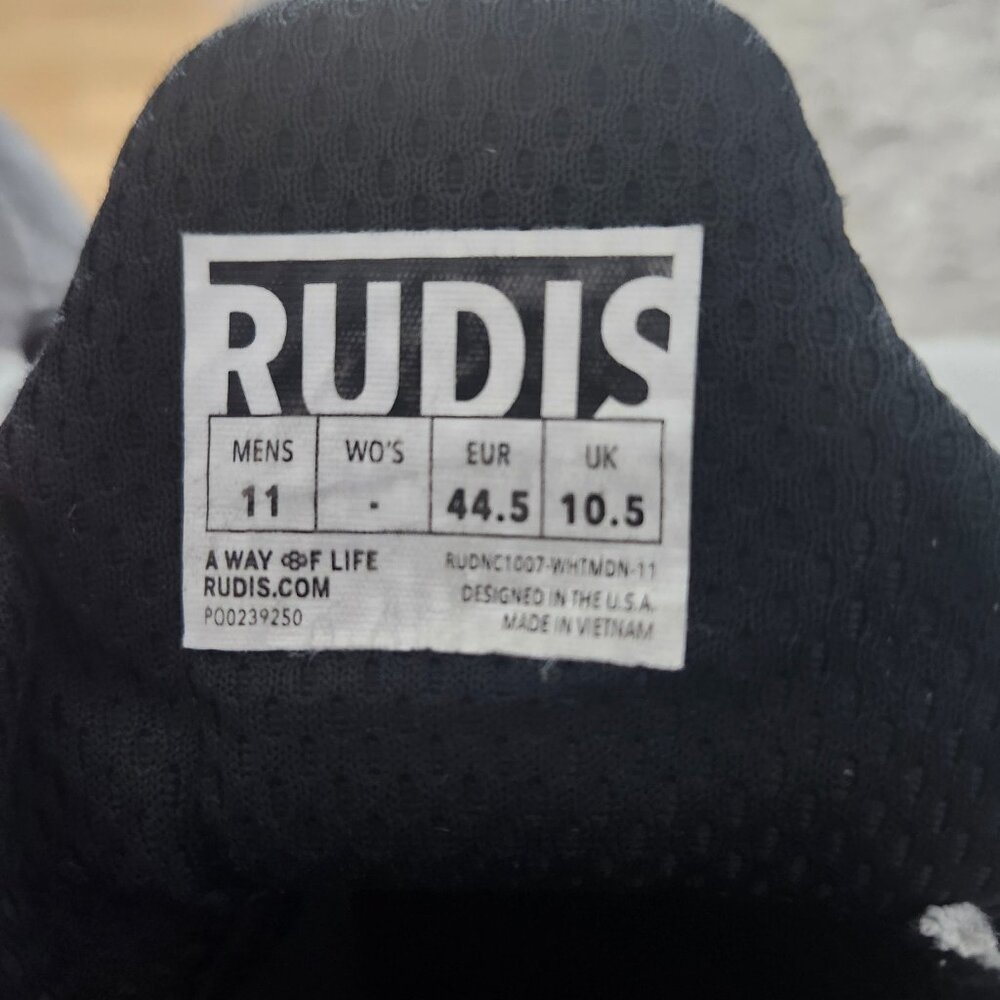 RUDIS
MENS WO'S EUR UK
11 - 44.5 10.5
A WAY OF LIFE
RUDIS.COM
P00239250
RUDNC1007-WHTMDN-11
DESIGNED IN THE U.S.A.
MADE IN VIETNAM